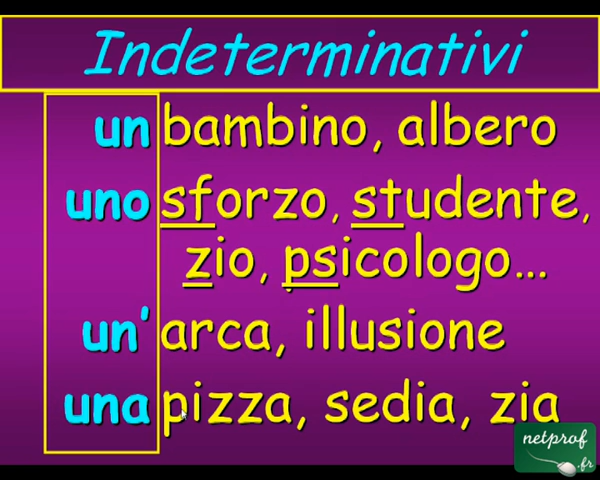 Indeterminativi
un bambino, albero
uno sforzo, studente,
zio, psicologo...
un' arca, illusione
una pizza, sedia, zia
netprof
.fr